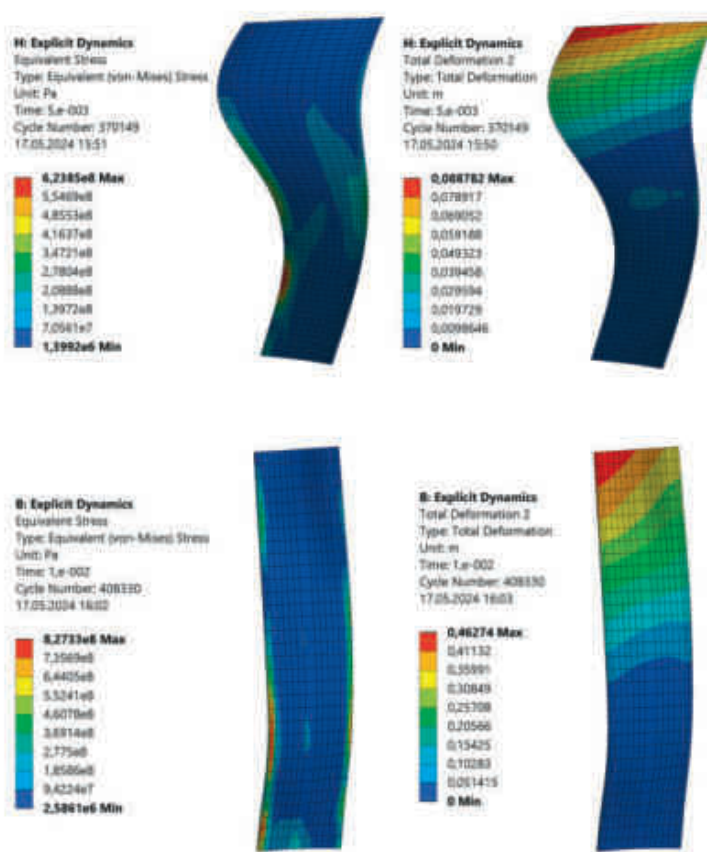 H: Explicit Dynamics
Equivalent Stress
Type: Equivalent (von-Mises) Stress
Unit: Pa
Time: 5,e-003
Cycle Number: 370149
17.05.2024 15:51
6,2385e8 Max
5,5469e8
4,8553e8
4,1637e8
3,4721e8
2,7804e8
2,0888e8
1,3972e8
7,0561e7
1,3992e6 Min
H: Explicit Dynamics
Total Deformation 2
Type: Total Deformation
Unit: m
Time: 5,e-003
Cycle Number: 370149
17.05.2024 15:50
0,088782 Max
0,078917
0,069052
0,059188
0,049323
0,039458
0,029594
0,019729
0,0098646
0 Min
B: Explicit Dynamics
Equivalent Stress
Type: Equivalent (von-Mises) Stress
Unit: Pa
Time: 1,e-002
Cycle Number: 408330
17.05.2024 16:02
8,2733e8 Max
7,3569e8
6,4405e8
5,5241e8
4,6078e8
3,6914e8
2,775e8
1,8586e8
9,4224e7
2,5861e6 Min
B: Explicit Dynamics
Total Deformation 2
Type: Total Deformation
Unit: m
Time: 1,e-002
Cycle Number: 408330
17.05.2024 16:03
0,46274 Max
0,41132
0,35991
0,30849
0,25708
0,20566
0,15425
0,10283
0,051415
0 Min